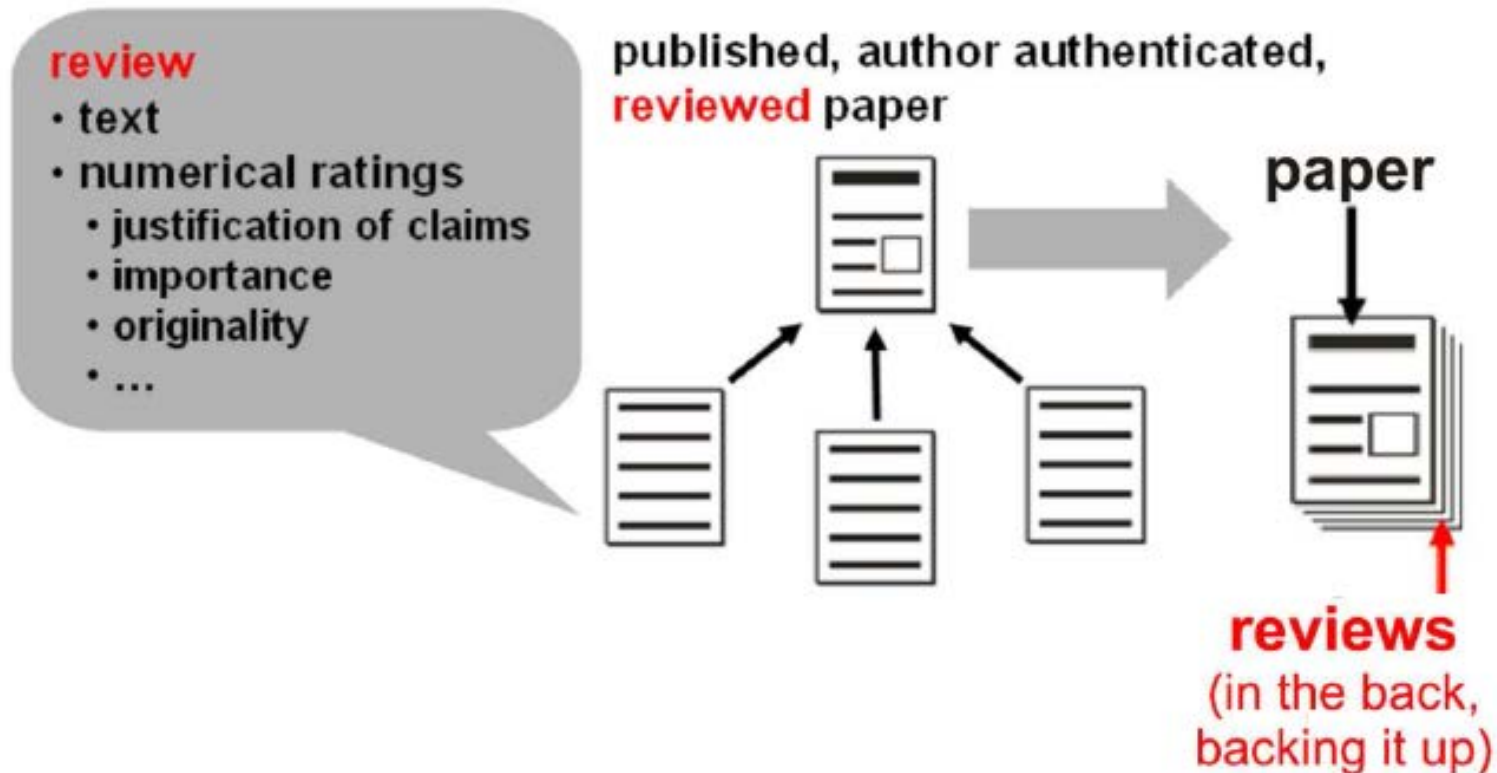 review
• text
• numerical ratings
• justification of claims
• importance
• originality
• ...
published, author authenticated,
reviewed paper
paper
reviews
(in the back,
backing it up)